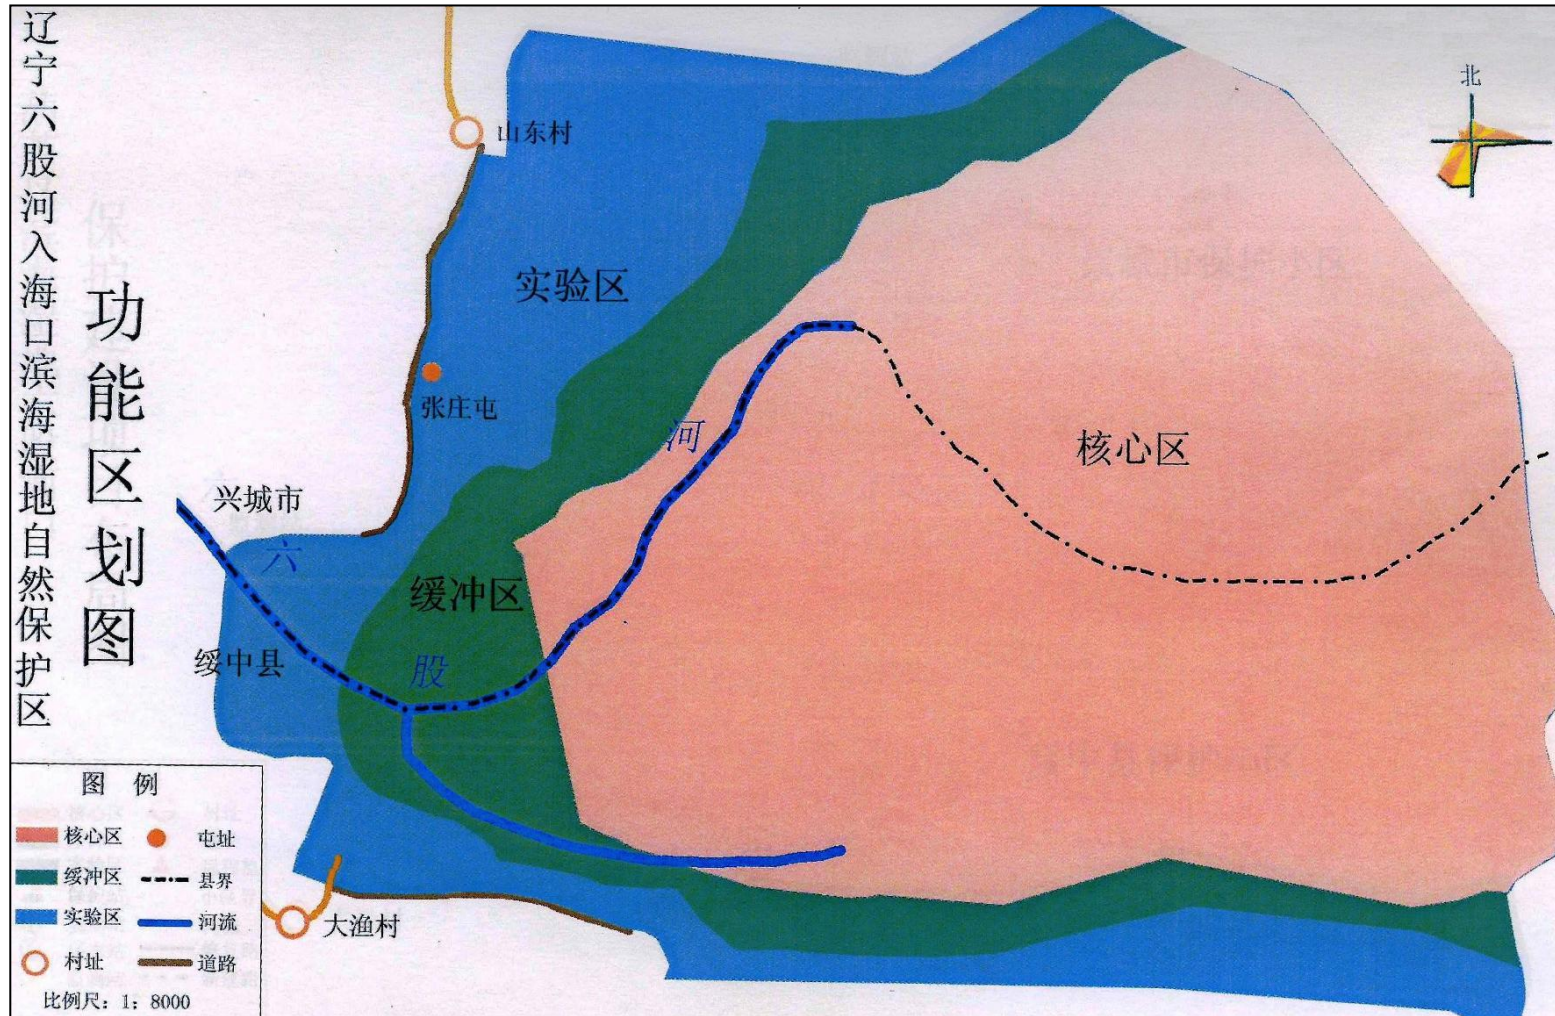 辽宁六股河入海口滨海湿地自然保护区
功能区划图
北
山东村
实验区
张庄屯
河
核心区
兴城市
六
缓冲区
绥中县
股
大渔村
图 例
核心区 屯址
缓冲区 县界
实验区 河流
村址 道路
比例尺：1：8000